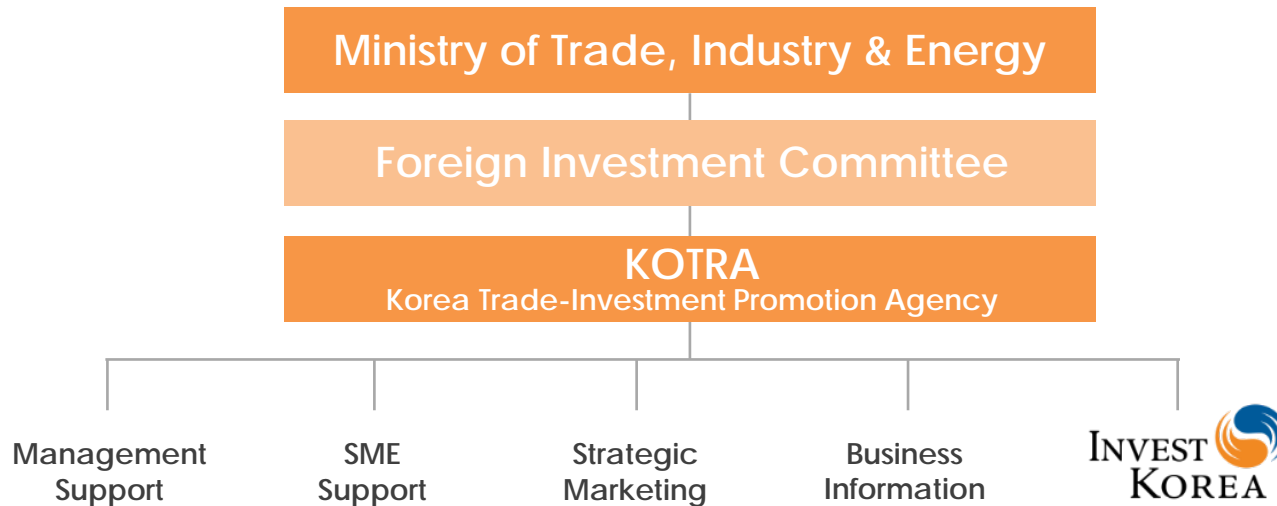 Ministry of Trade, Industry & Energy
Foreign Investment Committee
KOTRA
Korea Trade-Investment Promotion Agency
Management
Support
SME
Support
Strategic
Marketing
Business
Information
INVEST
KOREA